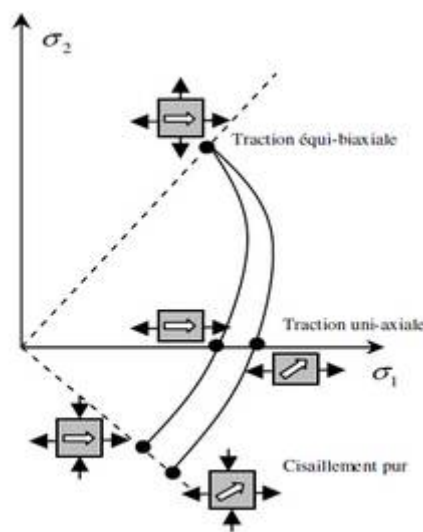 σ₂
Traction équi-biaxiale
Traction uni-axiale
σ₁
Cisaillement pur